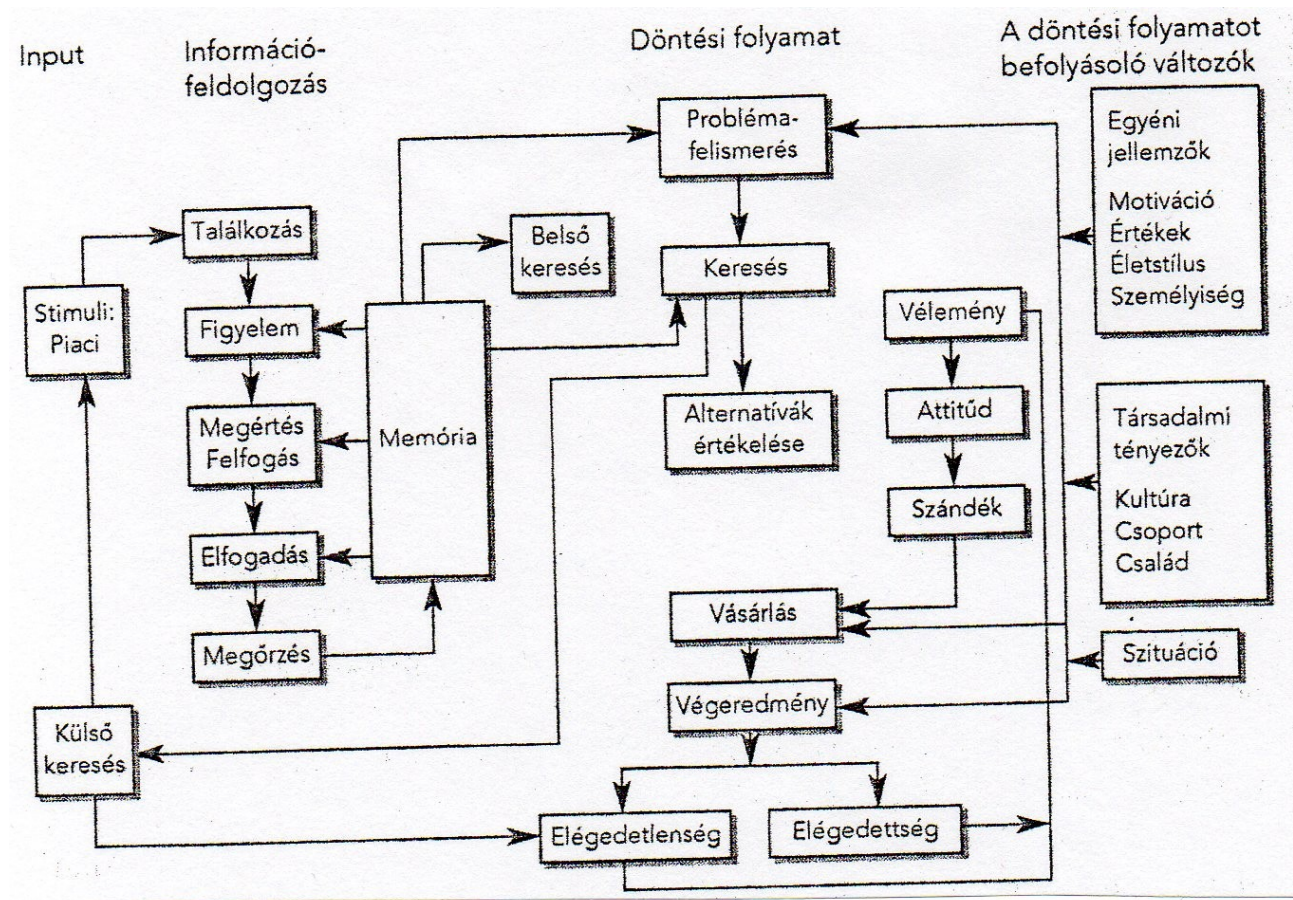 Input
Információ-
feldolgozás
Döntési folyamat
A döntési folyamatot
befolyásoló változók
Találkozás
Figyelem
Megértés
Felfogás
Elfogadás
Megőrzés
Stimuli:
Piaci
Külső
keresés
Memória
Belső
keresés
Probléma-
felismerés
Keresés
Alternatívák
értékelése
Vélemény
Attitűd
Szándék
Vásárlás
Végeredmény
Elégedetlenség
Elégedettség
Egyéni
jellemzők
Motiváció
Értékek
Életstílus
Személyiség
Társadalmi
tényezők
Kultúra
Csoport
Család
Szituáció